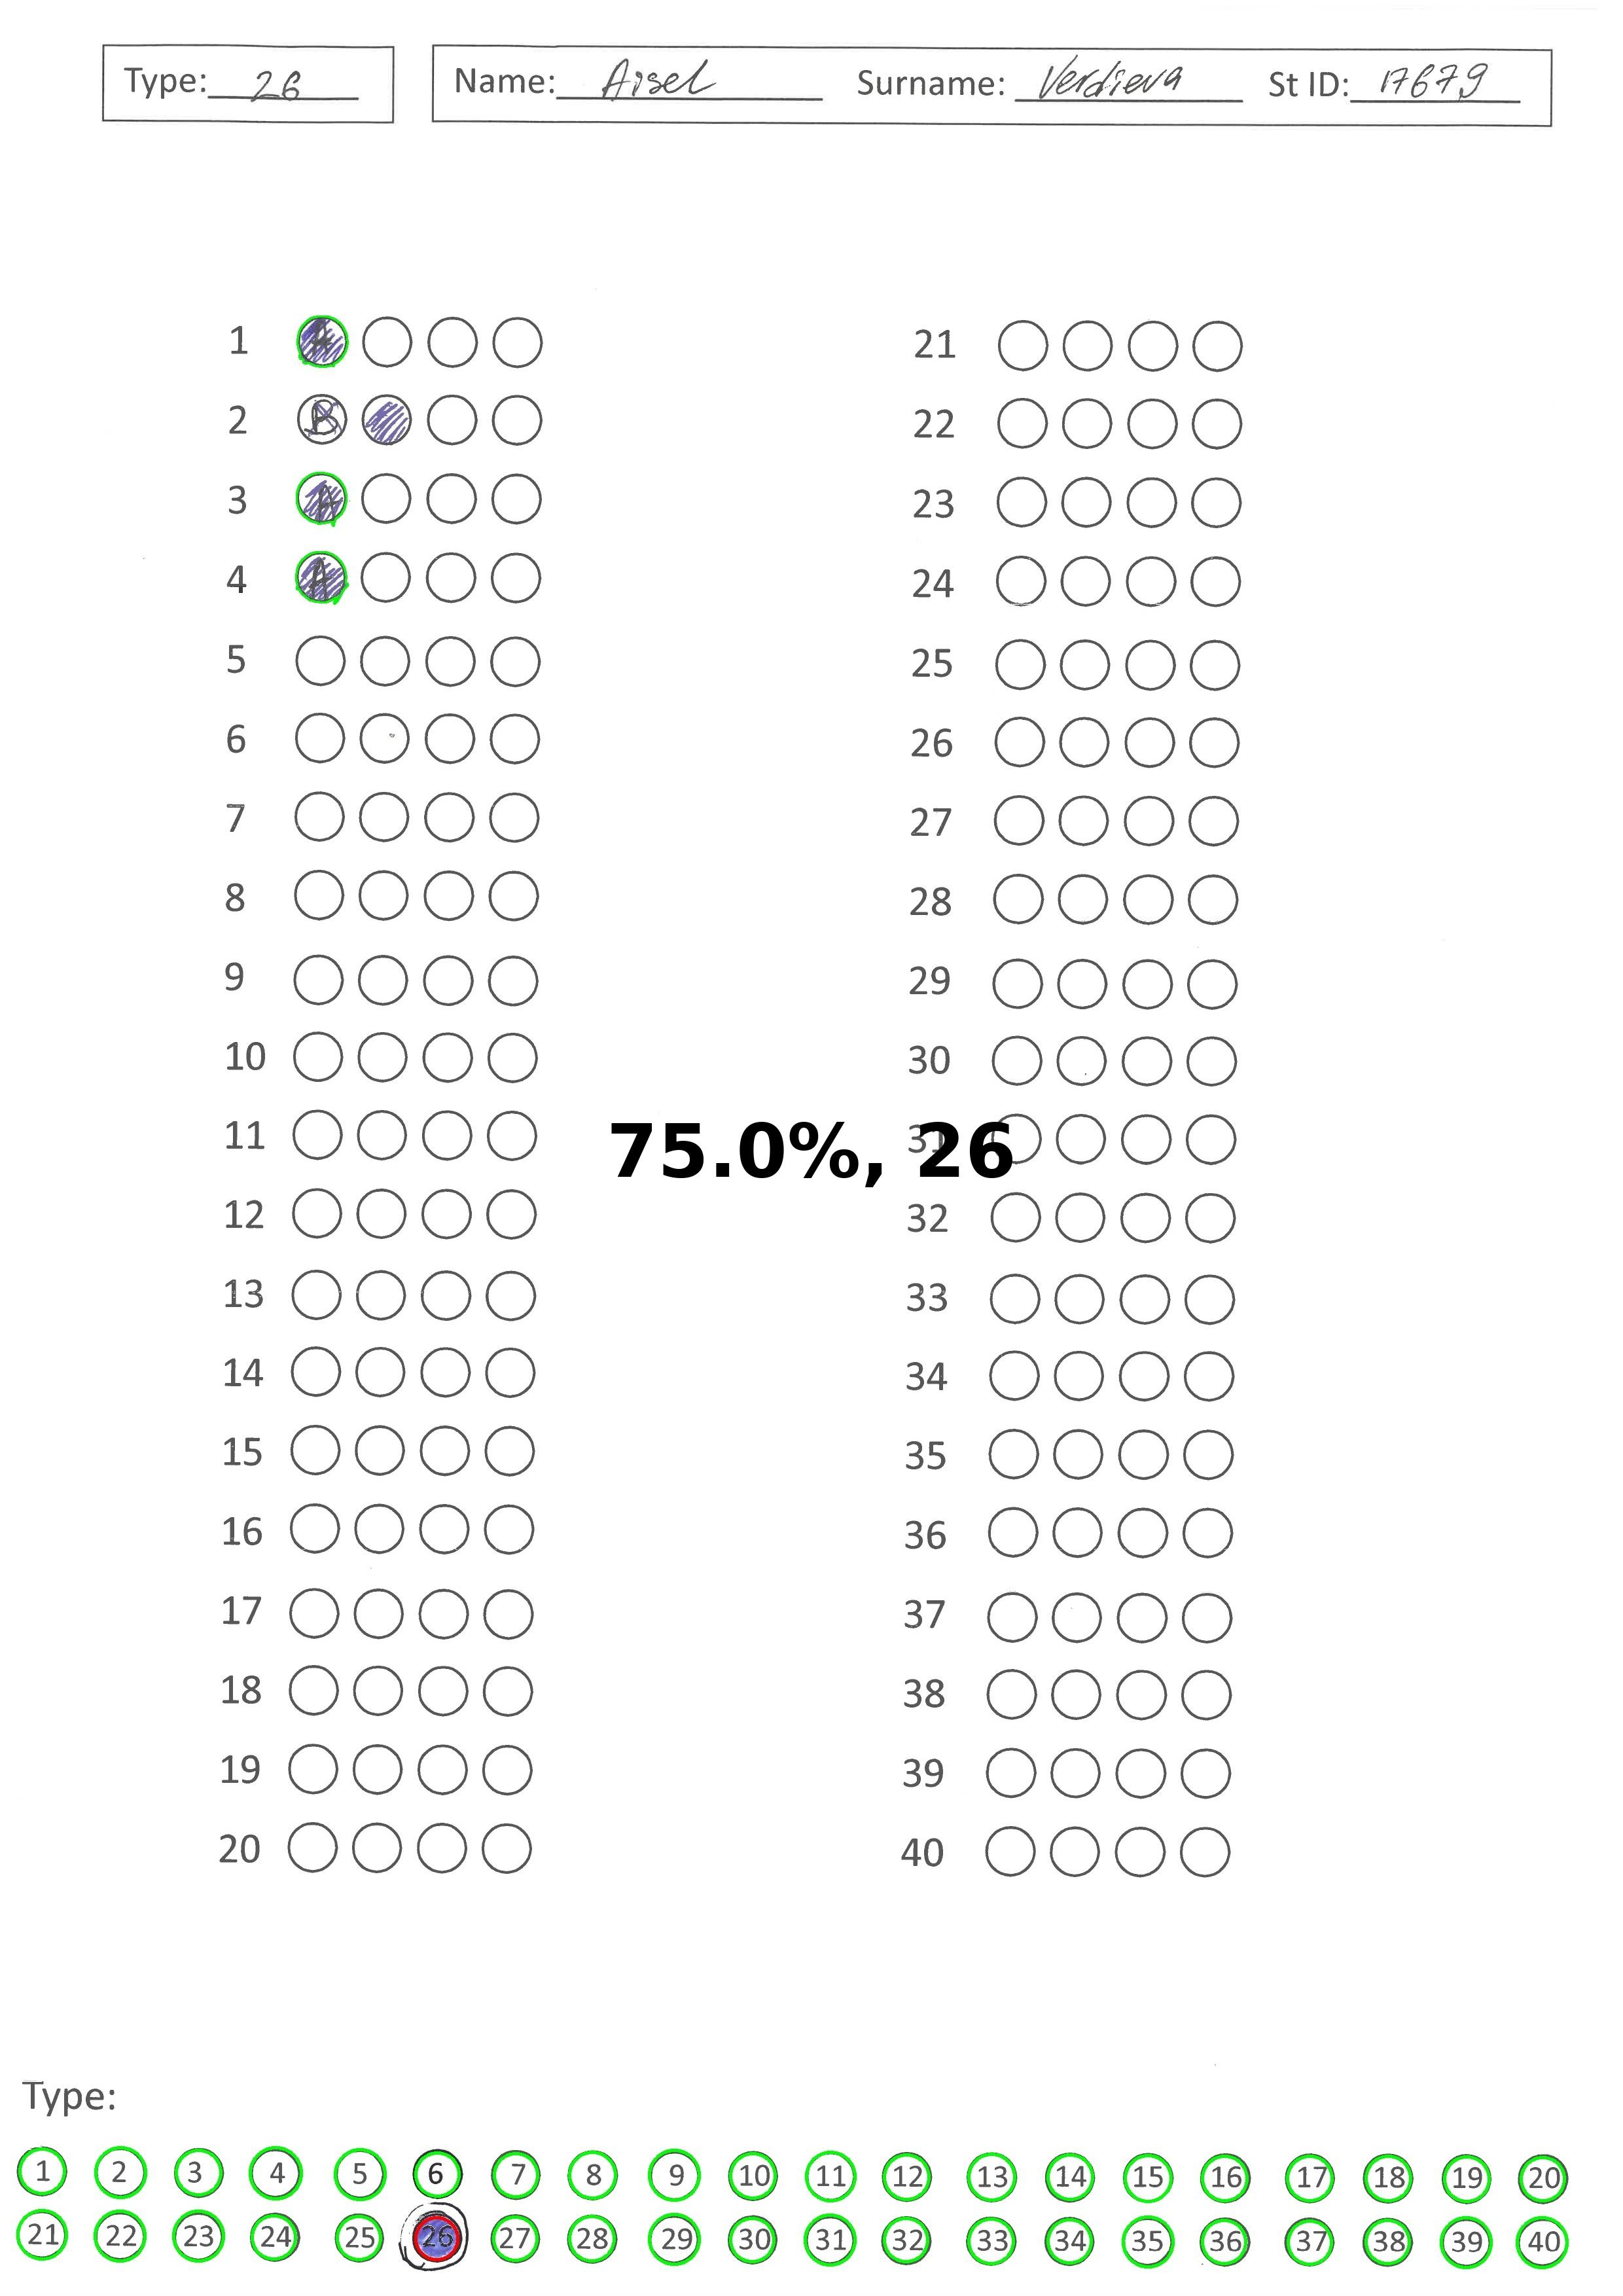 Type: 26 Name: Aisel Surname: Verdieva St ID: 17679
1 A 21
2 B 22
3 A 23
4 A 24
5 25
6 26
7 27
8 28
9 29
10 30
11 31
75.0%, 26
12 32
13 33
14 34
15 35
16 36
17 37
18 38
19 39
20 40
Type:
1 2 3 4 5 6 7 8 9 10 11 12 13 14 15 16 17 18 19 20
21 22 23 24 25 26 27 28 29 30 31 32 33 34 35 36 37 38 39 40